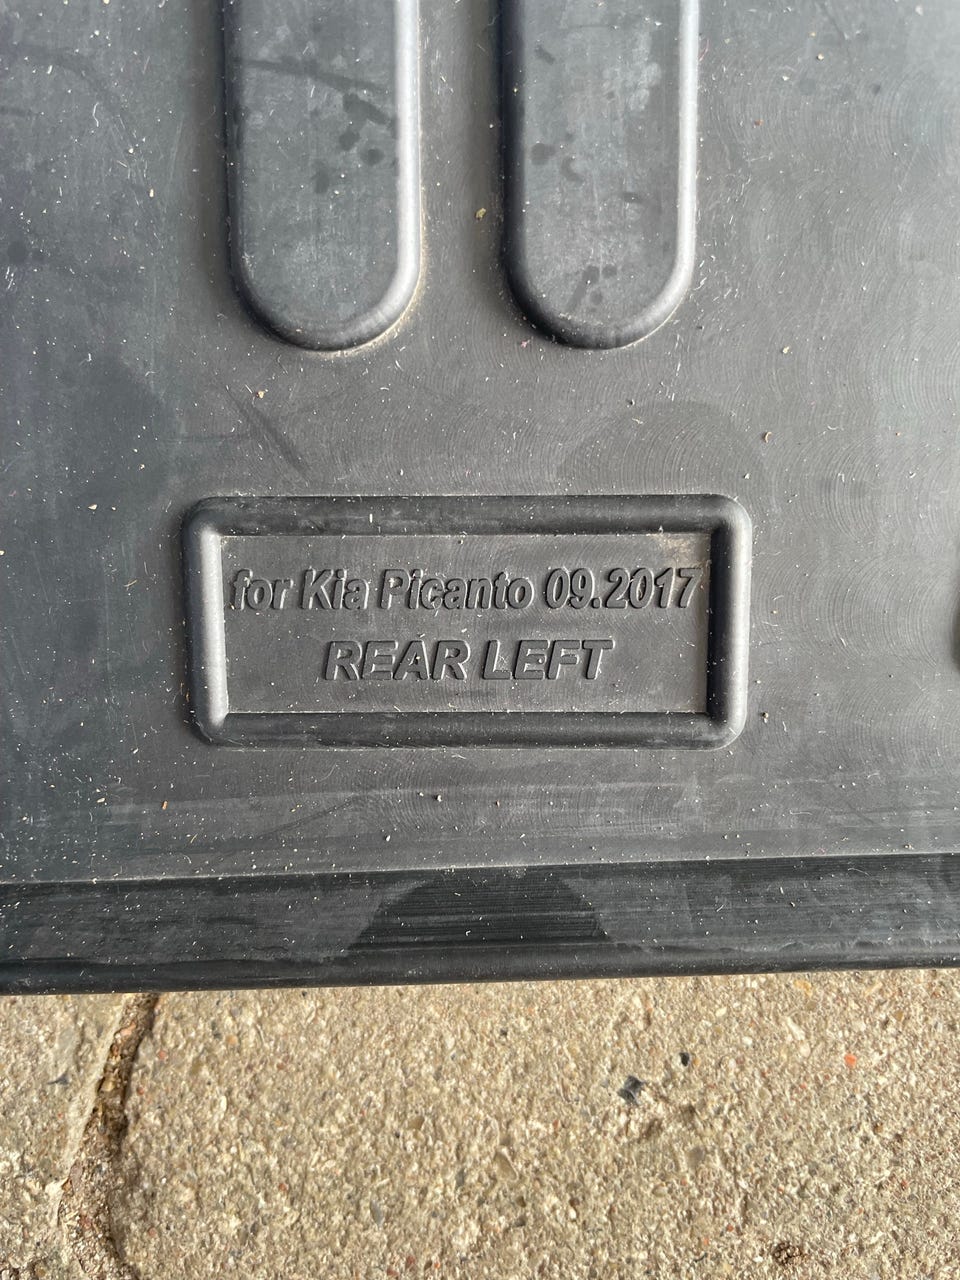 for Kia Picanto 09.2017
REAR LEFT